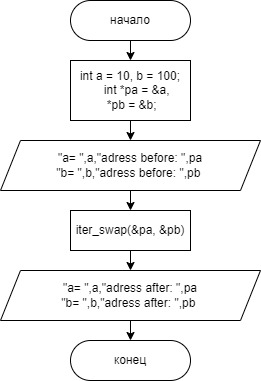 начало
int a = 10, b = 100;
int *pa = &a,
*pb = &b;
"a= ",a,"adress before: ",pa
"b= ",b,"adress before: ",pb
iter_swap(&pa, &pb)
"a= ",a,"adress after: ",pa
"b= ",b,"adress after: ",pb
конец